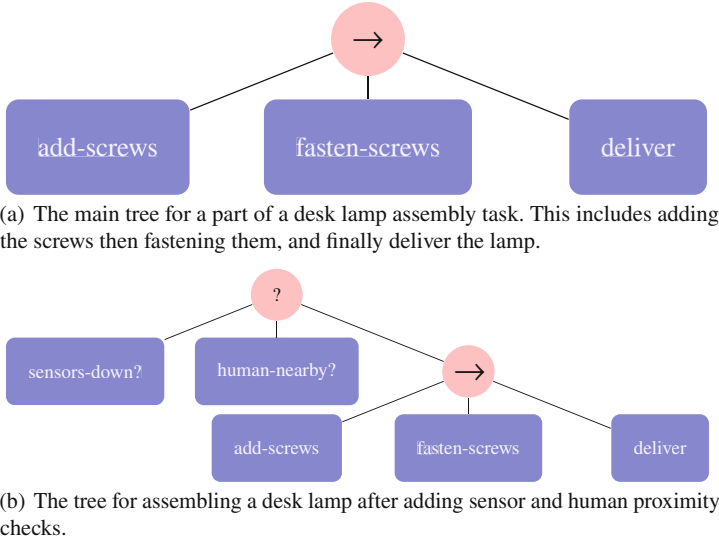 →
add-screws fasten-screws deliver
(a) The main tree for a part of a desk lamp assembly task. This includes adding
the screws then fastening them, and finally deliver the lamp.
?
sensors-down? human-nearby?
→
add-screws fasten-screws deliver
(b) The tree for assembling a desk lamp after adding sensor and human proximity
checks.